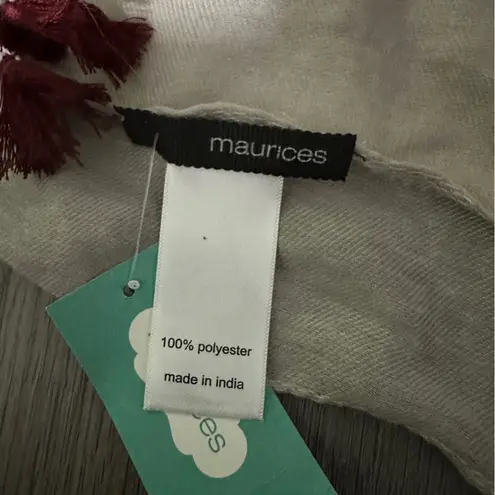 maurices
100% polyester
made in india